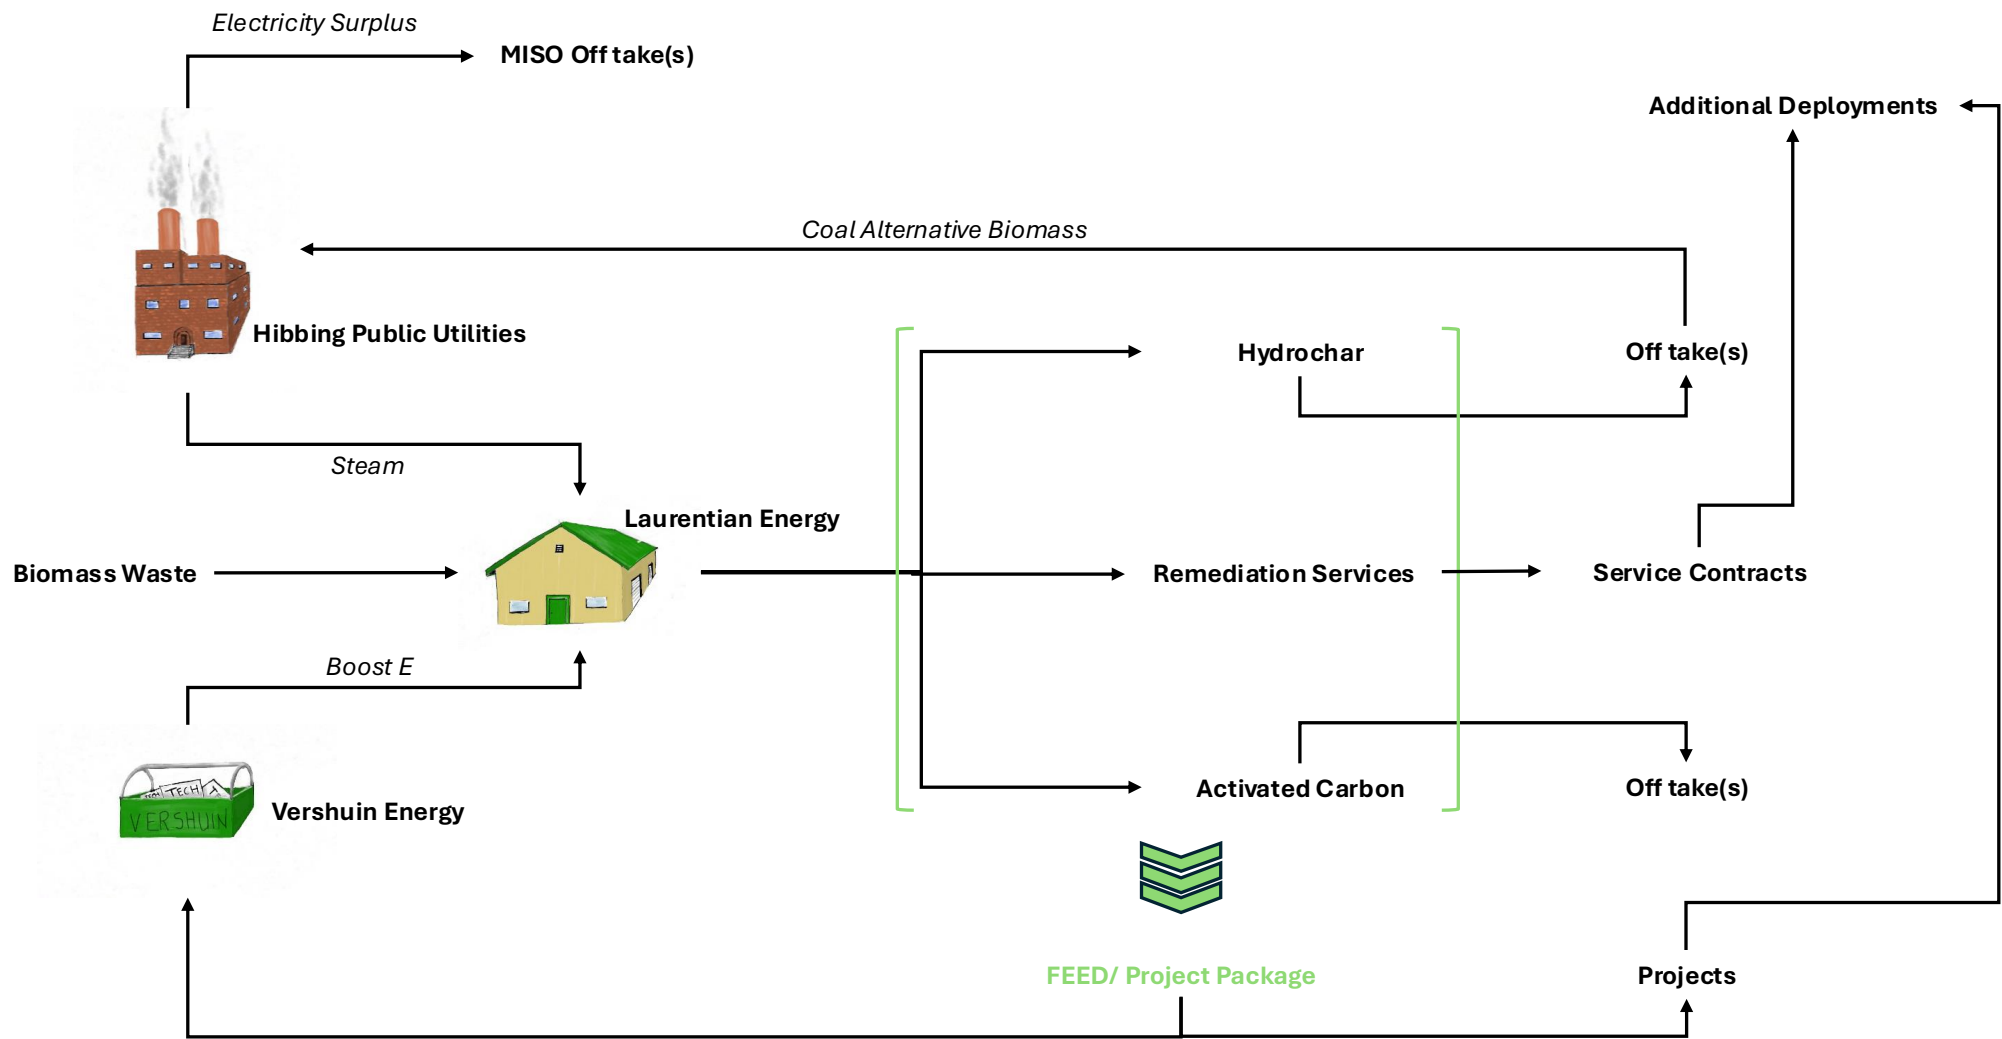 Electricity Surplus
MISO Off take(s)
Additional Deployments
Coal Alternative Biomass
Hibbing Public Utilities
Hydrochar
Off take(s)
Steam
Laurentian Energy
Biomass Waste
Remediation Services
Service Contracts
Boost E
TECH
VERSHUIN
Vershuin Energy
Activated Carbon
Off take(s)
FEED/ Project Package
Projects